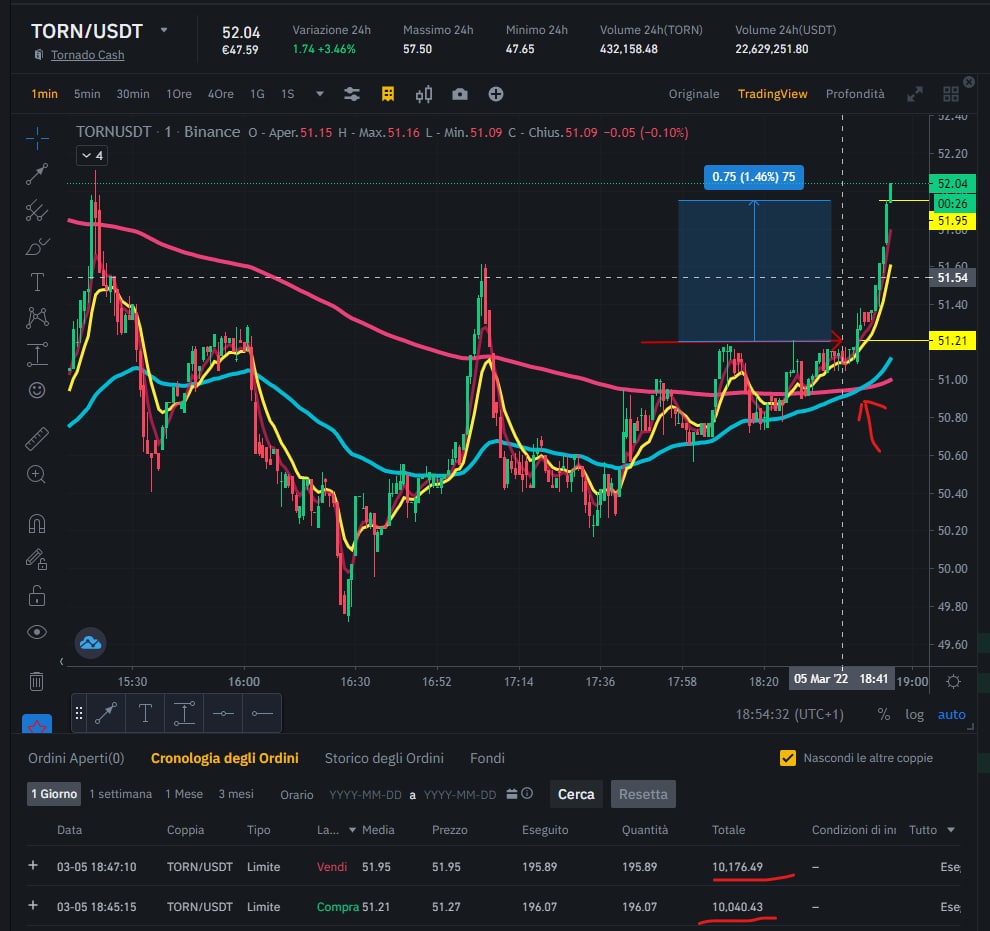 TORN/USDT
Tornado Cash
52.04
€47.59
Variazione 24h
1.74 +3.46%
Massimo 24h
57.50
Minimo 24h
47.65
Volume 24h(TORN)
432,158.48
Volume 24h(USDT)
22,629,251.80
1min 5min 30min 1Ore 4Ore 1G 1S Originale TradingView Profondità
TORNUSDT · 1 · Binance O - Aper.51.15 H - Max.51.16 L - Min.51.09 C - Chius.51.09 −0.05 (−0.10%)
4
0.75 (1.46%) 75
52.40
52.20
52.04
00:26
51.95
51.80
51.60
51.54
51.40
51.21
51.00
50.80
50.60
50.40
50.20
50.00
49.80
49.60
15:30 16:00 16:30 16:52 17:14 17:36 17:58 18:20 05 Mar '22 18:41 19:00
18:54:32 (UTC+1) % log auto
Ordini Aperti(0) Cronologia degli Ordini Storico degli Ordini Fondi Nascondi le altre coppie
1 Giorno 1 settimana 1 Mese 3 mesi Orario YYYY-MM-DD a YYYY-MM-DD Cerca Resetta
Data Coppia Tipo La... Media Prezzo Eseguito Quantità Totale Condizioni di ini Tutto
+ 03-05 18:47:10 TORN/USDT Limite Vendi 51.95 51.95 195.89 195.89 10,176.49 – Ese
+ 03-05 18:45:15 TORN/USDT Limite Compra 51.21 51.27 196.07 196.07 10,040.43 – Ese